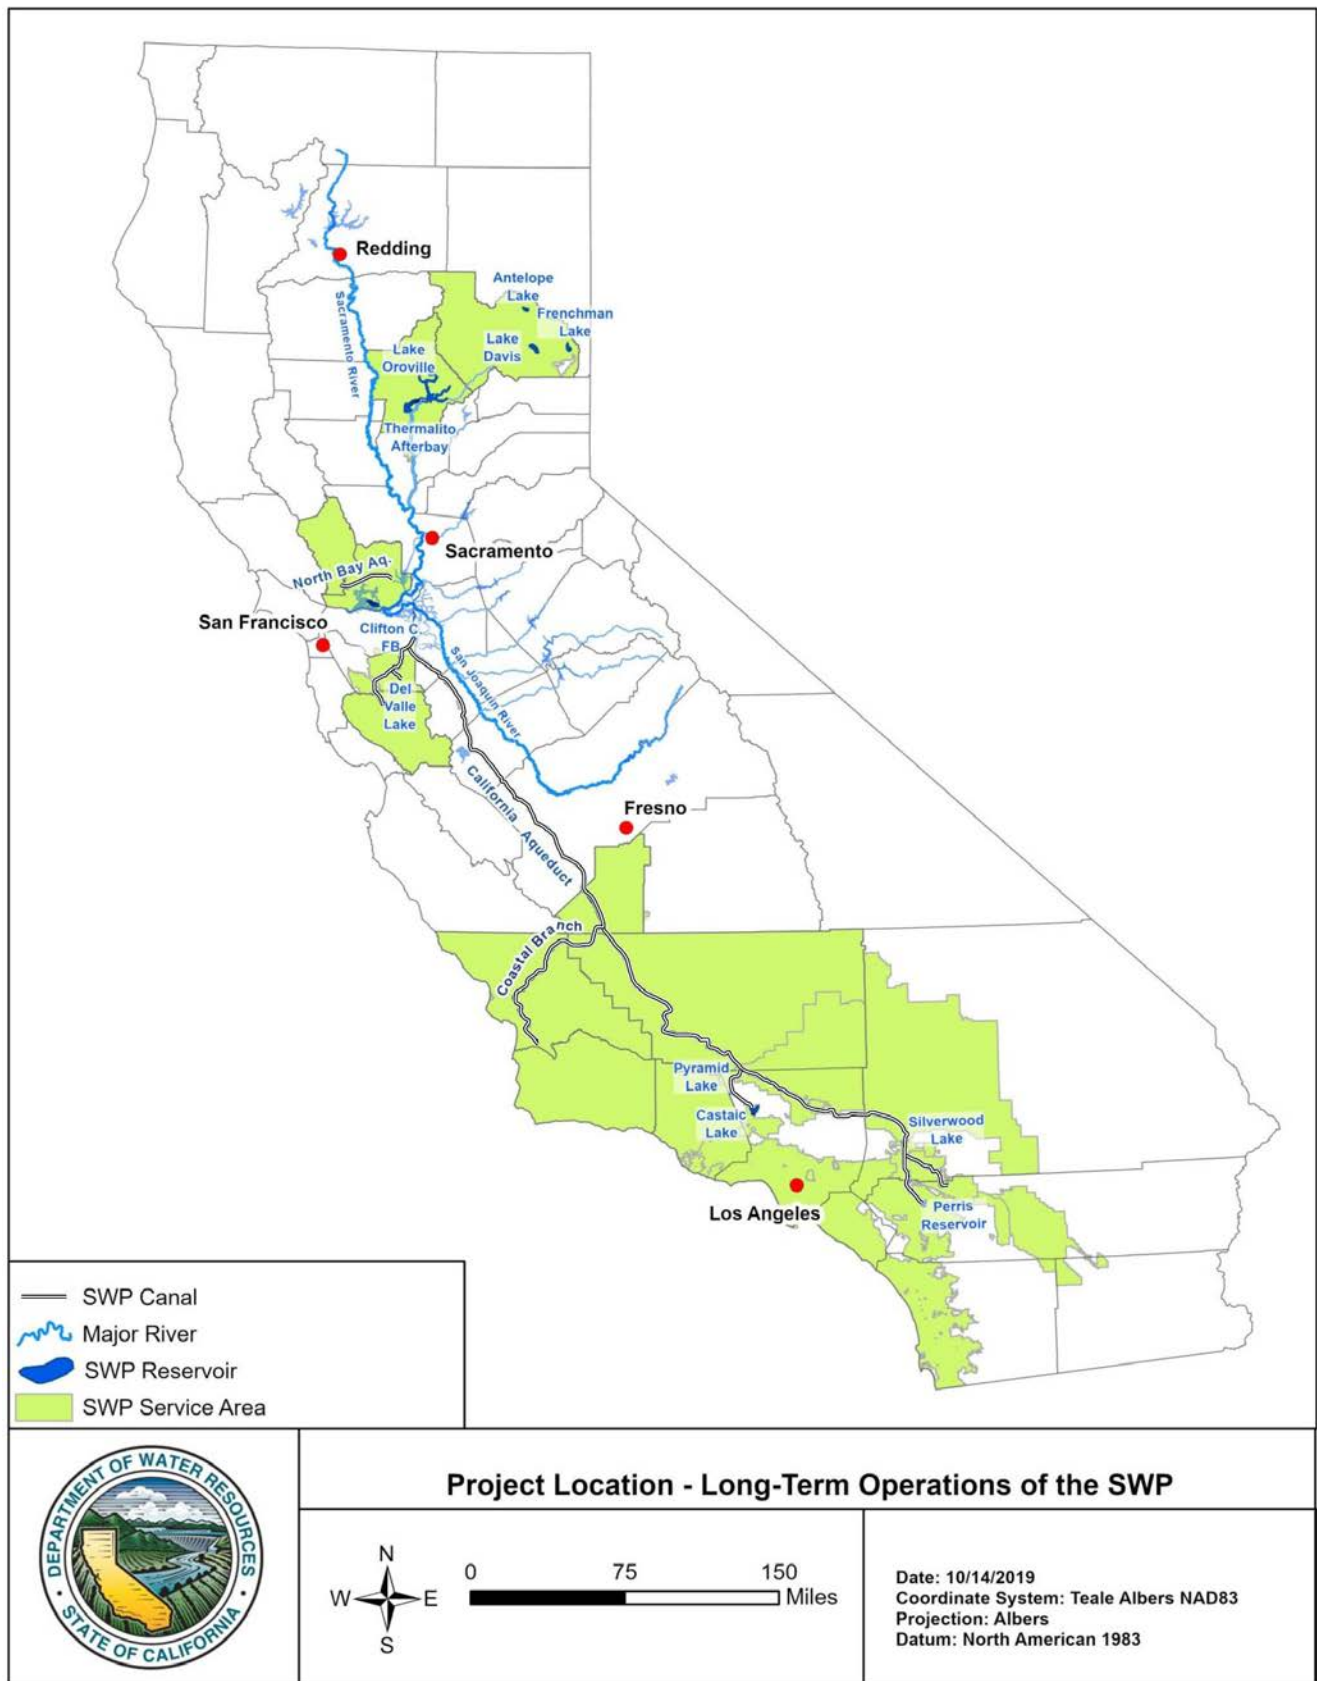 Redding
Sacramento River
Antelope
Lake
Frenchman
Lake
Lake
Davis
Lake
Oroville
Thermalito
Afterbay
Sacramento
North Bay Aq.
San Francisco
Clifton C.
FB
San Joaquin River
Del
Valle
Lake
California Aqueduct
Fresno
Coastal Branch
Pyramid
Lake
Castaic
Lake
Silverwood
Lake
Los Angeles
Perris
Reservoir
SWP Canal
Major River
SWP Reservoir
SWP Service Area
DEPARTMENT OF WATER RESOURCES
STATE OF CALIFORNIA
Project Location - Long-Term Operations of the SWP
N
W E
S
0 75 150
Miles
Date: 10/14/2019
Coordinate System: Teale Albers NAD83
Projection: Albers
Datum: North American 1983